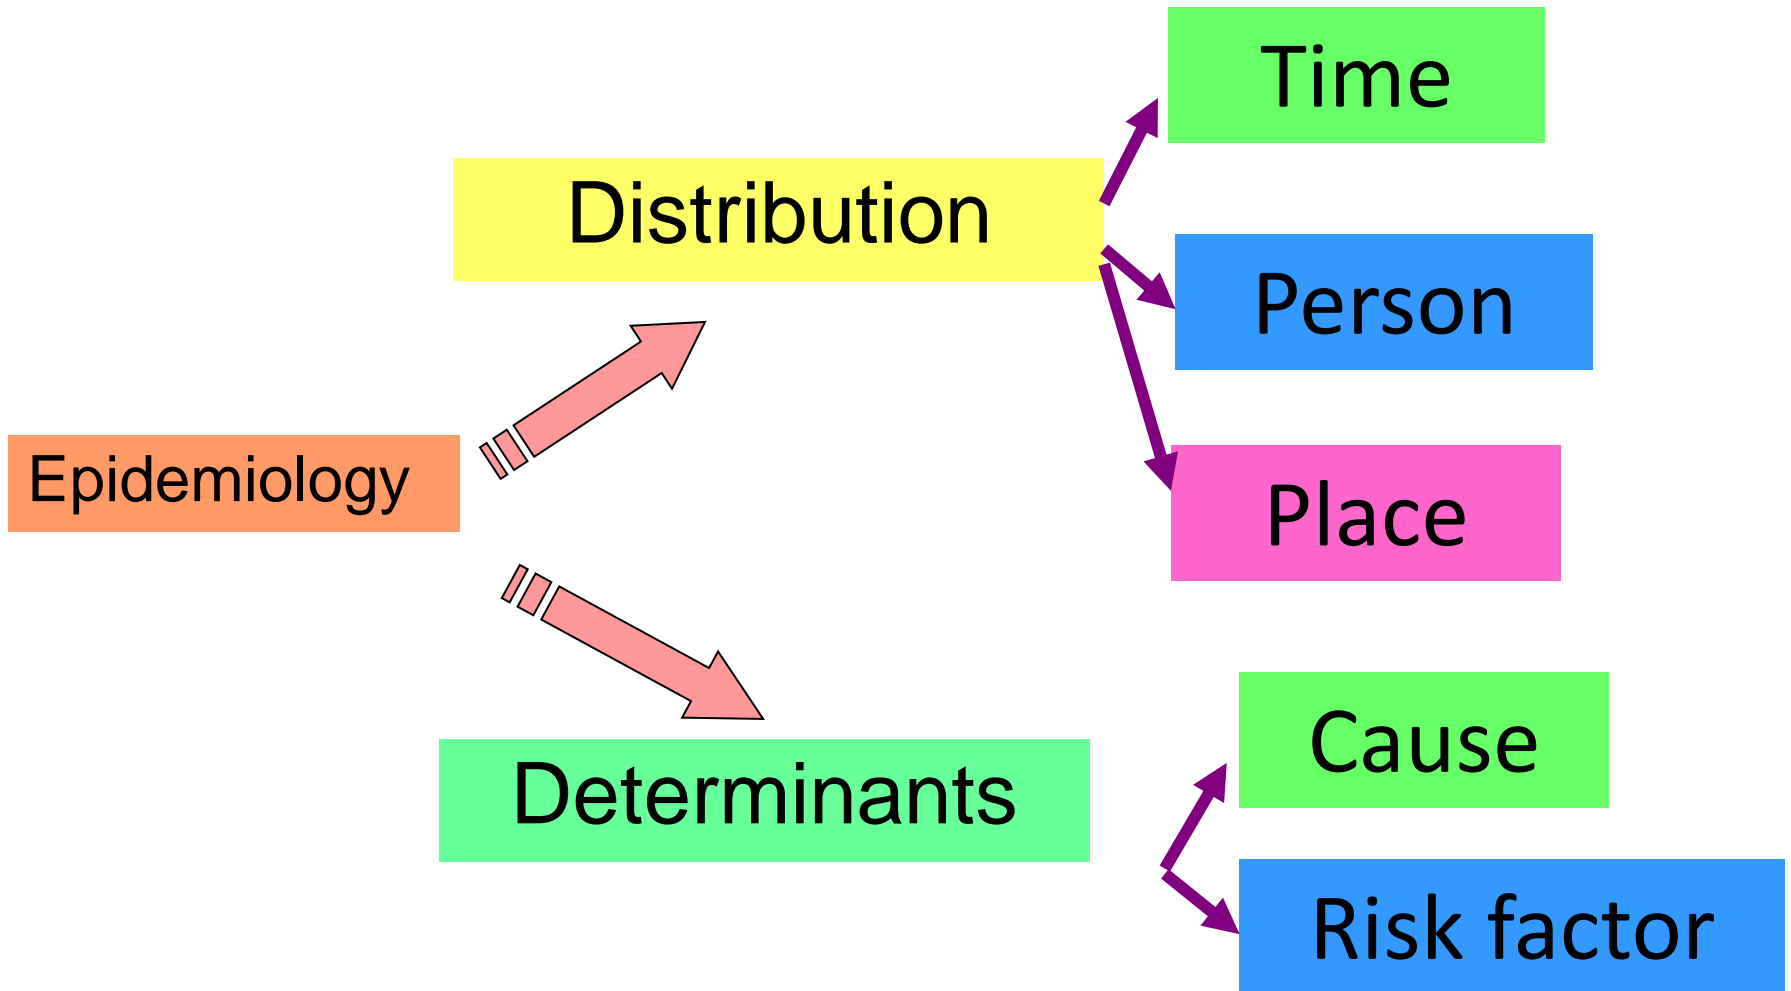 Time
Distribution
Person
Epidemiology
Place
Cause
Determinants
Risk factor